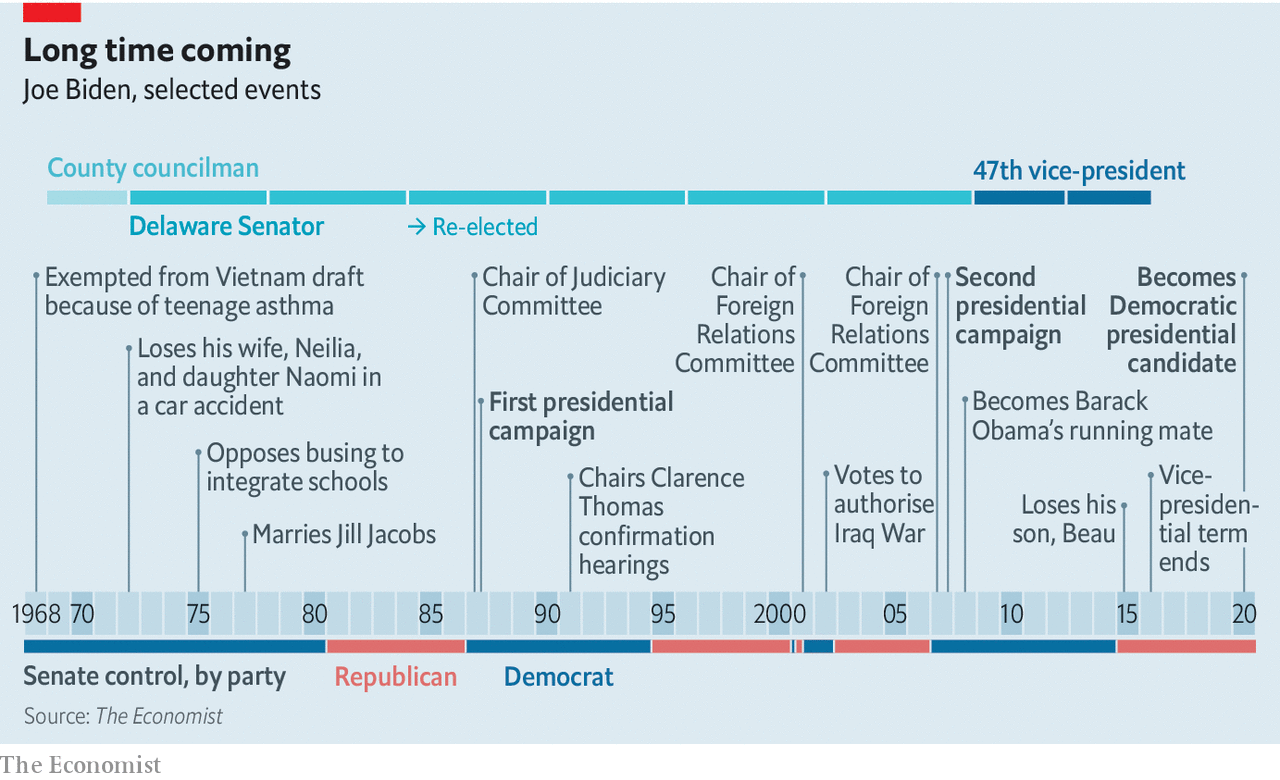 Long time coming
Joe Biden, selected events
County councilman
47th vice-president
Delaware Senator
→ Re-elected
Exempted from Vietnam draft
because of teenage asthma
Loses his wife, Neilia,
and daughter Naomi in
a car accident
Opposes busing to
integrate schools
Marries Jill Jacobs
Chair of Judiciary
Committee
First presidential
campaign
Chairs Clarence
Thomas
confirmation
hearings
Chair of
Foreign
Relations
Committee
Votes to
authorise
Iraq War
Chair of
Foreign
Relations
Committee
Second
presidential
campaign
Becomes Barack
Obama's running mate
Loses his
son, Beau
Vice-
presiden-
tial term
ends
Becomes
Democratic
presidential
candidate
1968 70 75 80 85 90 95 2000 05 10 15 20
Senate control, by party
Republican
Democrat
Source: The Economist
The Economist